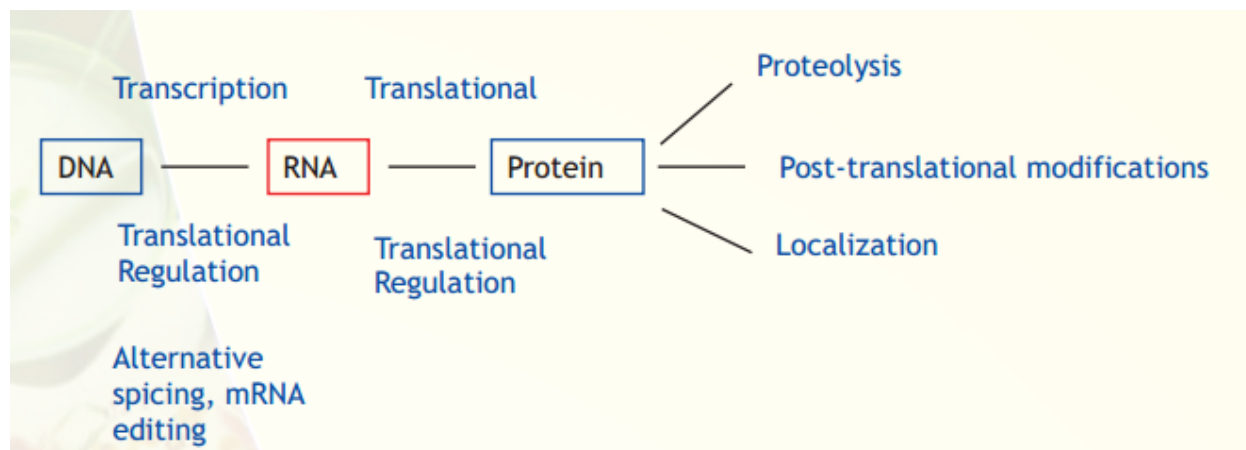 Transcription
Translational
Proteolysis
DNA
RNA
Protein
Post-translational modifications
Translational
Regulation
Translational
Regulation
Localization
Alternative
spicing, mRNA
editing